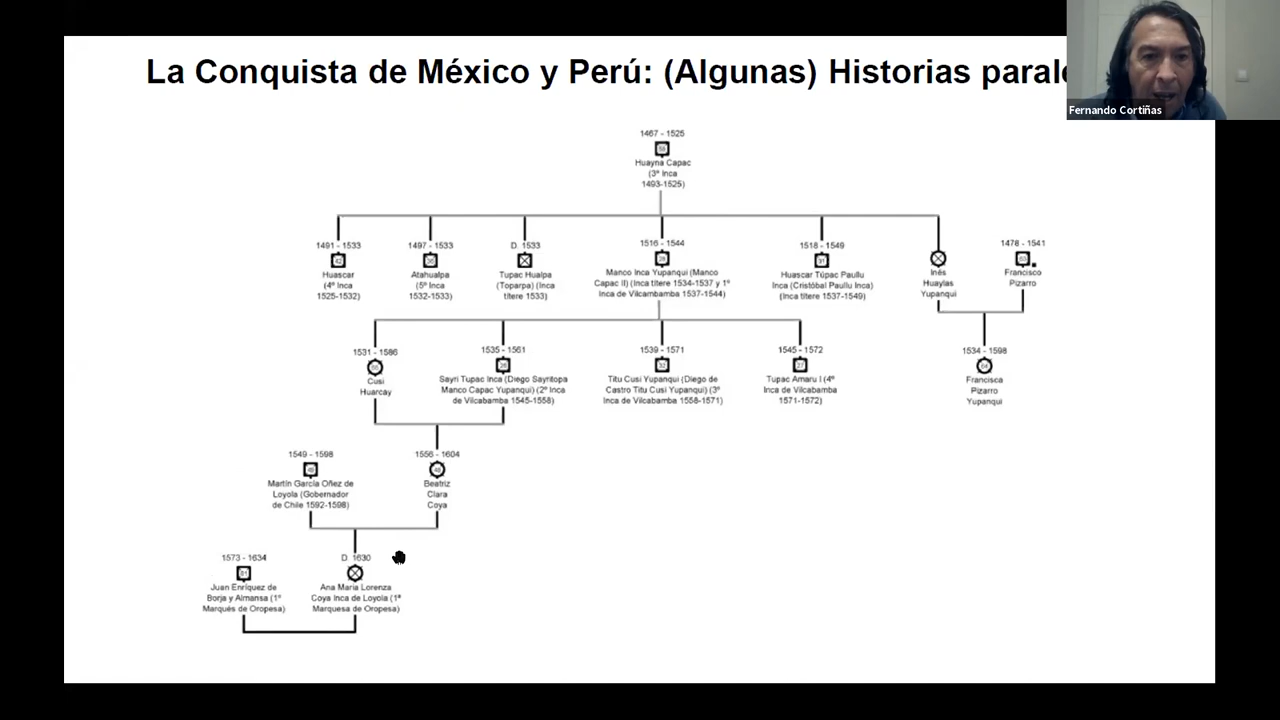 La Conquista de México y Perú: (Algunas) Historias parale
Fernando Cortiñas
1467 - 1525
Huayna Capac
(3º Inca
1493-1525)
1491 - 1533
Huascar
(4º Inca
1525-1532)
1497 - 1533
Atahualpa
(5º Inca
1532-1533)
D. 1533
Tupac Hualpa
(Toparpa) (Inca
títere 1533)
1516 - 1544
Manco Inca Yupanqui (Manco
Capac II) (Inca títere 1534-1537 y 1º
Inca de Vilcambamba 1537-1544)
1518 - 1549
Huascar Túpac Paullu
Inca (Cristóbal Paullu Inca)
(Inca títere 1537-1549)
Inés
Huaylas
Yupanqui
1478 - 1541
Francisco
Pizarro
1531 - 1586
Cusi
Huarcay
1535 - 1561
Sayri Tupac Inca (Diego Sayritopa
Manco Capac Yupanqui) (2º Inca
de Vilcabamba 1545-1558)
1539 - 1571
Titu Cusi Yupanqui (Diego de
Castro Titu Cusi Yupanqui) (3º
Inca de Vilcabamba 1558-1571)
1545 - 1572
Tupac Amaru I (4º
Inca de Vilcabamba
1571-1572)
1534 - 1598
Francisca
Pizarro
Yupanqui
1549 - 1598
Martín García Oñez de
Loyola (Gobernador
de Chile 1592-1598)
1556 - 1604
Beatriz
Clara
Coya
1573 - 1634
Juan Enríquez de
Borja y Almansa (1º
Marqués de Oropesa)
D. 1630
Ana María Lorenza
Coya Inca de Loyola (1ª
Marquesa de Oropesa)